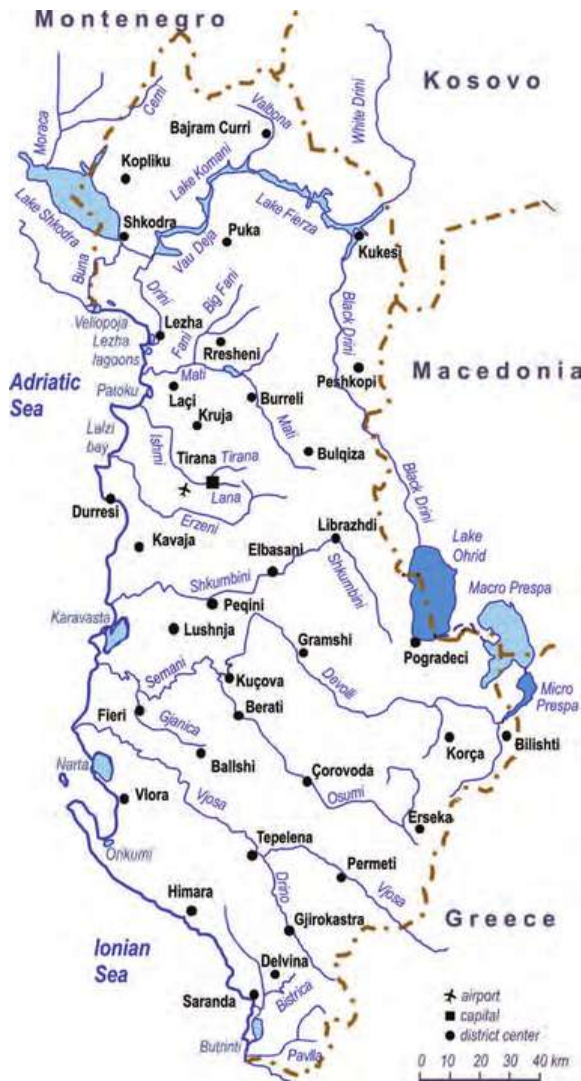 Montenegro
Kosovo
Cemi
Moraca
Valbona
White Drini
Bajram Curri
Kopliku
Lake Komani
Lake Shkodra
Lake Fierza
Shkodra
Puka
Vau Deja
Kukesi
Buna
Drini
Big Fani
Black Drini
Veliopoja
Lezha
Lezha
lagoons
Fani
Rresheni
Peshkopi
Macedonia
Adriatic
Sea
Mati
Patoku
Laçi
Burreli
Kruja
Mati
Lalzi
bay
Ishmi
Tirana
Tirana
Bulqiza
Lana
Black Drini
Durresi
Erzeni
Librazhdi
Lake
Ohrid
Kavaja
Elbasani
Shkumbini
Shkumbini
Macro Prespa
Karavasta
Peqini
Lushnja
Gramshi
Pogradeci
Semani
Kuçova
Devolli
Micro
Prespa
Fieri
Berati
Gjanica
Korça
Bilishti
Ballshi
Narta
Çorovoda
Vlora
Vjosa
Osumi
Erseka
Orikumi
Tepelena
Permeti
Drino
Vjosa
Himara
Gjirokastra
Greece
Ionian
Sea
Delvina
Saranda
Bistrica
airport
capital
district center
Butrinti
Pavlla
0 10 20 30 40 km